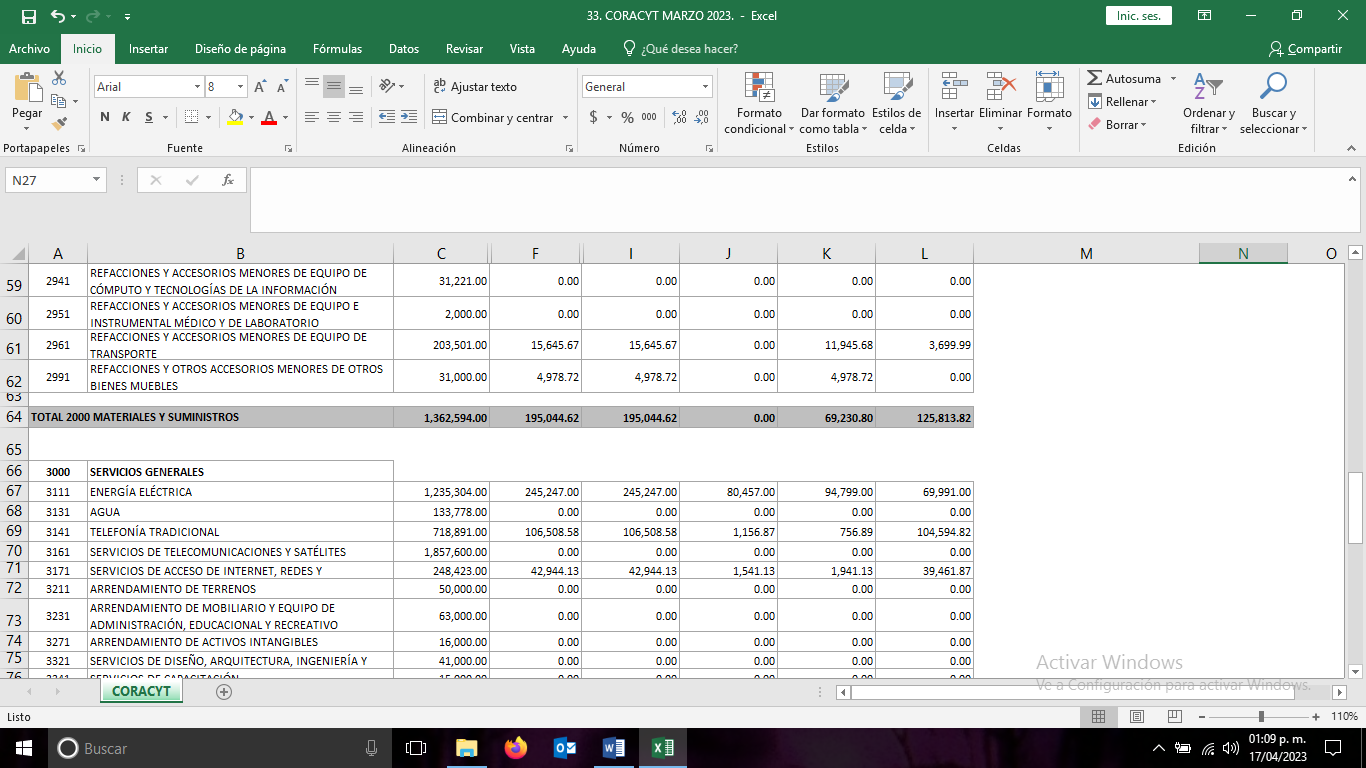 33. CORACYT MARZO 2023. - Excel
Inic. ses.
Archivo Inicio Insertar Diseño de página Fórmulas Datos Revisar Vista Ayuda ¿Qué desea hacer? Compartir
Pegar
Portapapeles
Arial 8
N K S
Fuente
Ajustar texto
Combinar y centrar
Alineación
General
$ % 000
Número
Formato condicional
Dar formato como tabla
Estilos de celda
Estilos
Insertar Eliminar Formato
Celdas
Autosuma
Rellenar
Borrar
Ordenar y filtrar
Buscar y seleccionar
Edición
N27
fx
A B C F I J K L M N O
59 2941 REFACCIONES Y ACCESORIOS MENORES DE EQUIPO DE CÓMPUTO Y TECNOLOGÍAS DE LA INFORMACIÓN 31,221.00 0.00 0.00 0.00 0.00 0.00
60 2951 REFACCIONES Y ACCESORIOS MENORES DE EQUIPO E INSTRUMENTAL MÉDICO Y DE LABORATORIO 2,000.00 0.00 0.00 0.00 0.00 0.00
61 2961 REFACCIONES Y ACCESORIOS MENORES DE EQUIPO DE TRANSPORTE 203,501.00 15,645.67 15,645.67 0.00 11,945.68 3,699.99
62 2991 REFACCIONES Y OTROS ACCESORIOS MENORES DE OTROS BIENES MUEBLES 31,000.00 4,978.72 4,978.72 0.00 4,978.72 0.00
63
64 TOTAL 2000 MATERIALES Y SUMINISTROS 1,362,594.00 195,044.62 195,044.62 0.00 69,230.80 125,813.82
65
66 3000 SERVICIOS GENERALES
67 3111 ENERGÍA ELÉCTRICA 1,235,304.00 245,247.00 245,247.00 80,457.00 94,799.00 69,991.00
68 3131 AGUA 133,778.00 0.00 0.00 0.00 0.00 0.00
69 3141 TELEFONÍA TRADICIONAL 718,891.00 106,508.58 106,508.58 1,156.87 756.89 104,594.82
70 3161 SERVICIOS DE TELECOMUNICACIONES Y SATÉLITES 1,857,600.00 0.00 0.00 0.00 0.00 0.00
71 3171 SERVICIOS DE ACCESO DE INTERNET, REDES Y 248,423.00 42,944.13 42,944.13 1,541.13 1,941.13 39,461.87
72 3211 ARRENDAMIENTO DE TERRENOS 50,000.00 0.00 0.00 0.00 0.00 0.00
73 3231 ARRENDAMIENTO DE MOBILIARIO Y EQUIPO DE ADMINISTRACIÓN, EDUCACIONAL Y RECREATIVO 63,000.00 0.00 0.00 0.00 0.00 0.00
74 3271 ARRENDAMIENTO DE ACTIVOS INTANGIBLES 16,000.00 0.00 0.00 0.00 0.00 0.00
75 3321 SERVICIOS DE DISEÑO, ARQUITECTURA, INGENIERÍA Y 41,000.00 0.00 0.00 0.00 0.00 0.00
Activar Windows
Ve a Configuración para activar Windows.
CORACYT
Listo
110%
Buscar
01:09 p. m.
17/04/2023